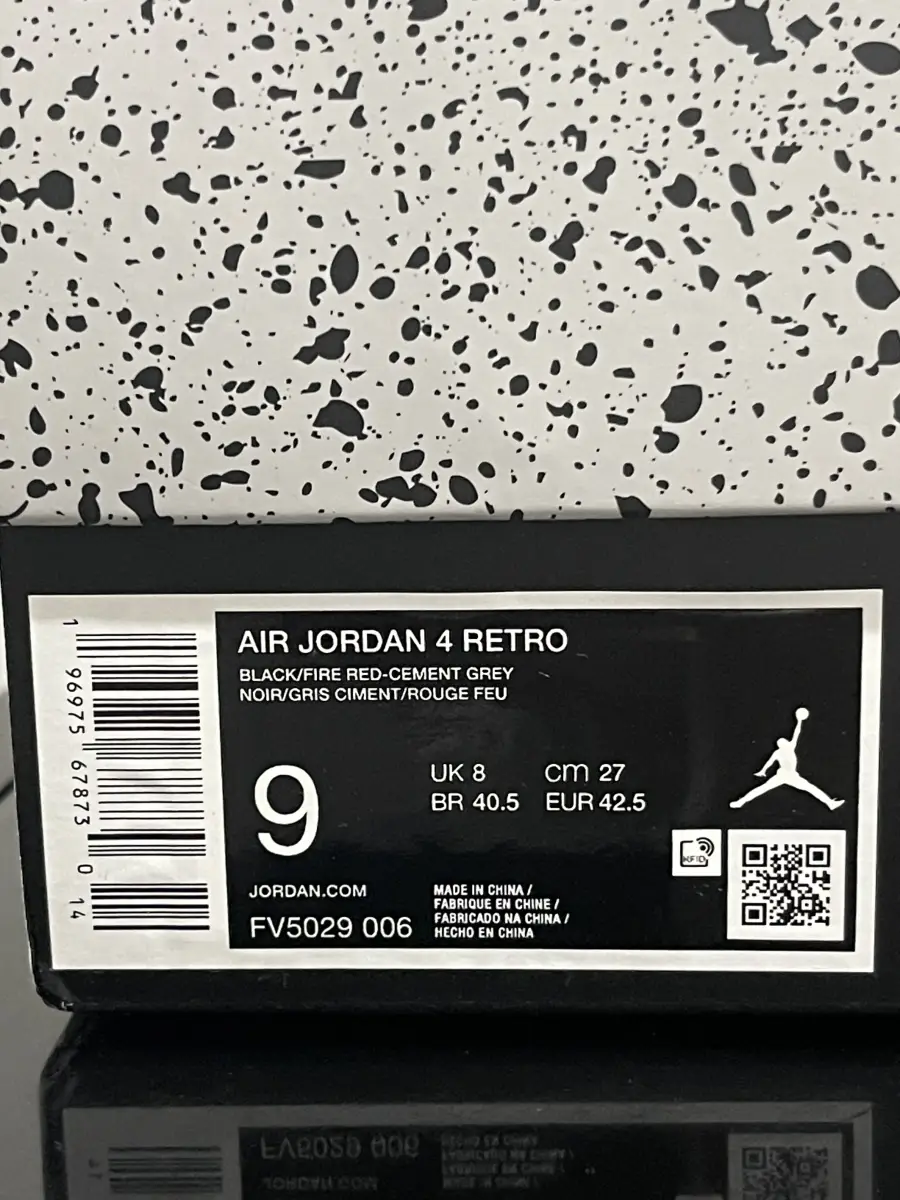 AIR JORDAN 4 RETRO
BLACK/FIRE RED-CEMENT GREY
NOIR/GRIS CIMENT/ROUGE FEU
9
UK 8 cm 27
BR 40.5 EUR 42.5
RFID
JORDAN.COM
FV5029 006
MADE IN CHINA /
FABRIQUE EN CHINE /
FABRICADO NA CHINA /
HECHO EN CHINA
1 96975 67873 0 14